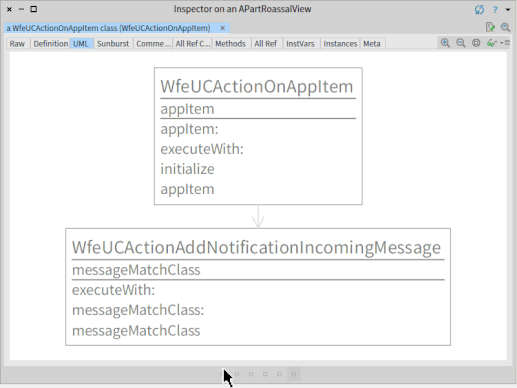 Inspector on an APartRoassalView
a WfeUCActionOnAppItem class (WfeUCActionOnAppItem)
Raw Definition UML Sunburst Comme... All Ref C... Methods All Ref InstVars Instances Meta
WfeUCActionOnAppItem
appItem
appItem:
executeWith:
initialize
appItem
WfeUCActionAddNotificationIncomingMessage
messageMatchClass
executeWith:
messageMatchClass:
messageMatchClass